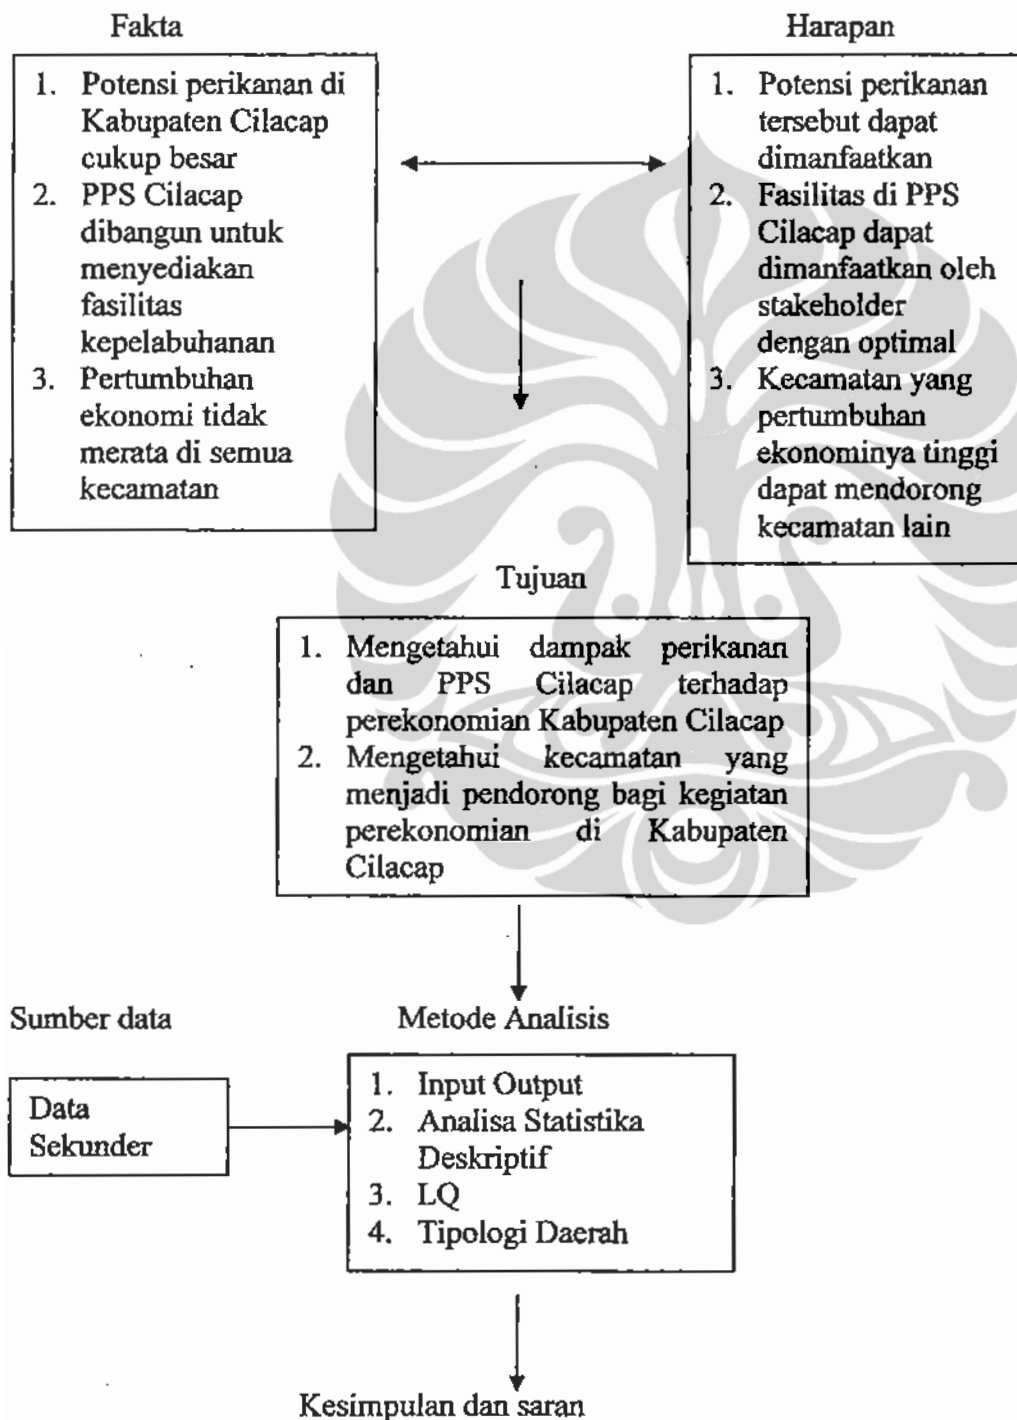 Fakta
1. Potensi perikanan di
Kabupaten Cilacap
cukup besar
2. PPS Cilacap
dibangun untuk
menyediakan
fasilitas
kepelabuhanan
3. Pertumbuhan
ekonomi tidak
merata di semua
kecamatan
Harapan
1. Potensi perikanan
tersebut dapat
dimanfaatkan
2. Fasilitas di PPS
Cilacap dapat
dimanfaatkan oleh
stakeholder
dengan optimal
3. Kecamatan yang
pertumbuhan
ekonominya tinggi
dapat mendorong
kecamatan lain
Tujuan
1. Mengetahui dampak perikanan
dan PPS Cilacap terhadap
perekonomian Kabupaten Cilacap
2. Mengetahui kecamatan yang
menjadi pendorong bagi kegiatan
perekonomian di Kabupaten
Cilacap
Sumber data
Data
Sekunder
Metode Analisis
1. Input Output
2. Analisa Statistika
Deskriptif
3. LQ
4. Tipologi Daerah
Kesimpulan dan saran